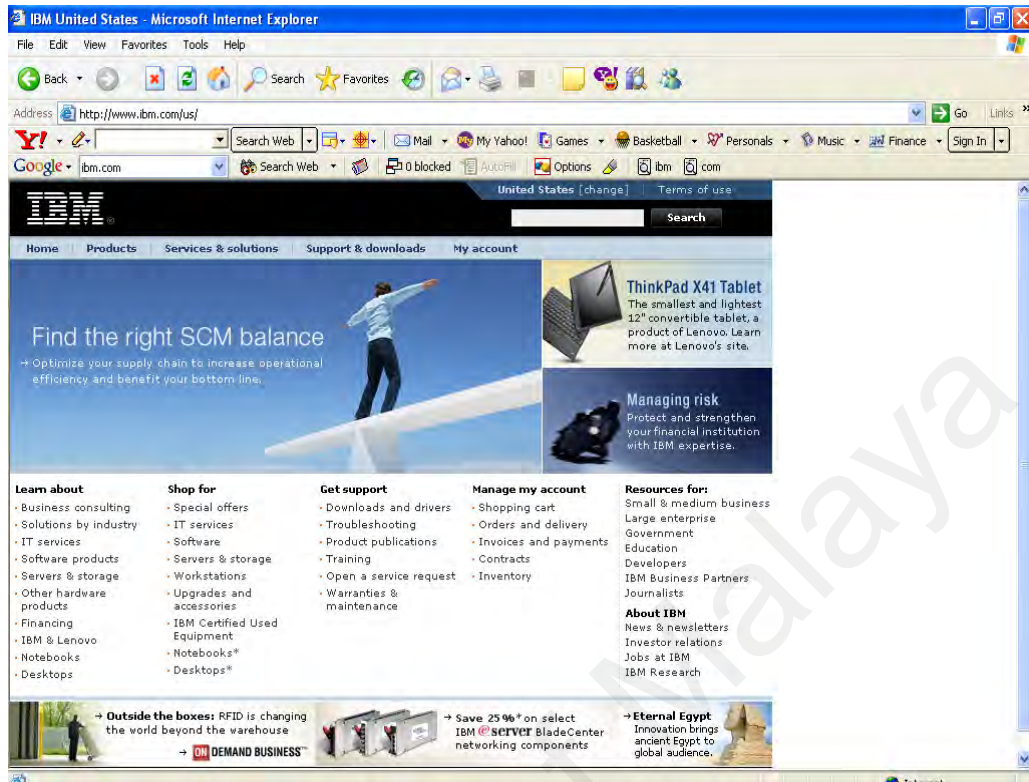 IBM United States - Microsoft Internet Explorer
File Edit View Favorites Tools Help
Back Search Favorites
Address http://www.ibm.com/us/ Go Links »
Y! Search Web Mail My Yahoo! Games Basketball Personals Music Finance Sign In
Google ibm.com Search Web 0 blocked AutoFill Options ibm com
United States [change] Terms of use
IBM®
Search
Home Products Services & solutions Support & downloads My account
Find the right SCM balance
→ Optimize your supply chain to increase operational
efficiency and benefit your bottom line.
ThinkPad X41 Tablet
The smallest and lightest
12" convertible tablet, a
product of Lenovo. Learn
more at Lenovo's site.
Managing risk
Protect and strengthen
your financial institution
with IBM expertise.
Learn about
· Business consulting
· Solutions by industry
· IT services
· Software products
· Servers & storage
· Other hardware
products
· Financing
· IBM & Lenovo
· Notebooks
· Desktops
Shop for
· Special offers
· IT services
· Software
· Servers & storage
· Workstations
· Upgrades and
accessories
· IBM Certified Used
Equipment
· Notebooks*
· Desktops*
Get support
· Downloads and drivers
· Troubleshooting
· Product publications
· Training
· Open a service request
· Warranties &
maintenance
Manage my account
· Shopping cart
· Orders and delivery
· Invoices and payments
· Contracts
· Inventory
Resources for:
Small & medium business
Large enterprise
Government
Education
Developers
IBM Business Partners
Journalists
About IBM
News & newsletters
Investor relations
Jobs at IBM
IBM Research
→ Outside the boxes: RFID is changing
the world beyond the warehouse
→ ON DEMAND BUSINESS™
→ Save 25%* on select
IBM eserver BladeCenter
networking components
→ Eternal Egypt
Innovation brings
ancient Egypt to
global audience.
Malaya